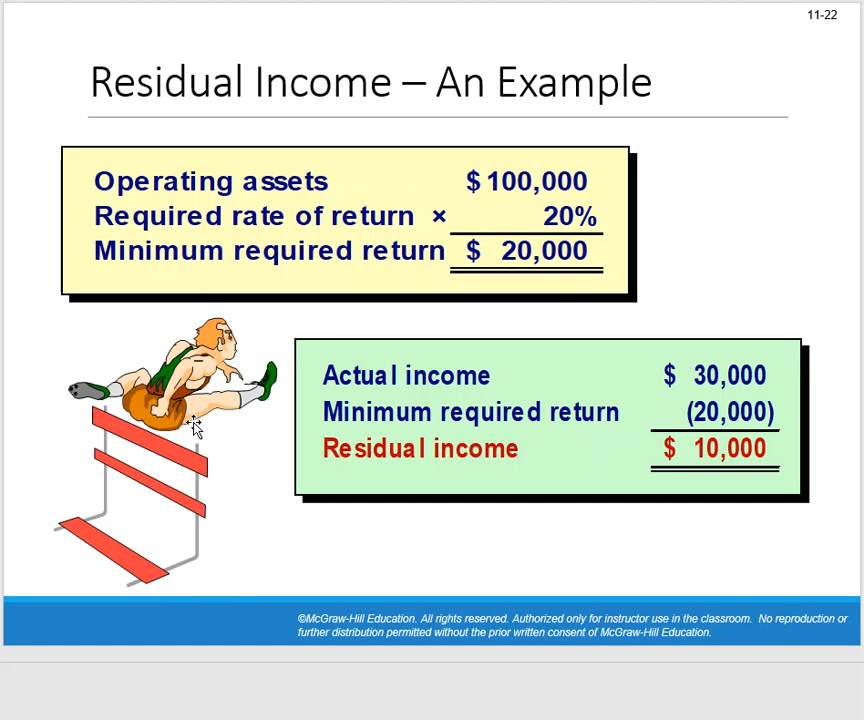 11-22
Residual Income – An Example
Operating assets $ 100,000
Required rate of return × 20%
Minimum required return $ 20,000
Actual income $ 30,000
Minimum required return (20,000)
Residual income $ 10,000
©McGraw-Hill Education. All rights reserved. Authorized only for instructor use in the classroom. No reproduction or
further distribution permitted without the prior written consent of McGraw-Hill Education.